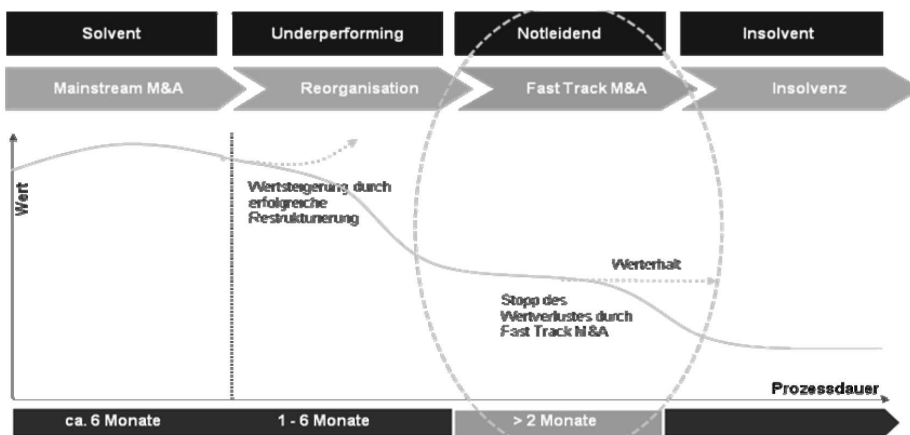 Solvent
Underperforming
Notleidend
Insolvent
Mainstream M&A
Reorganisation
Fast Track M&A
Insolvenz
Wert
Wertsteigerung durch
erfolgreiche
Restrukturierung
Werterhalt
Stopp des
Wertverlustes durch
Fast Track M&A
Prozessdauer
ca. 6 Monate
1 - 6 Monate
> 2 Monate